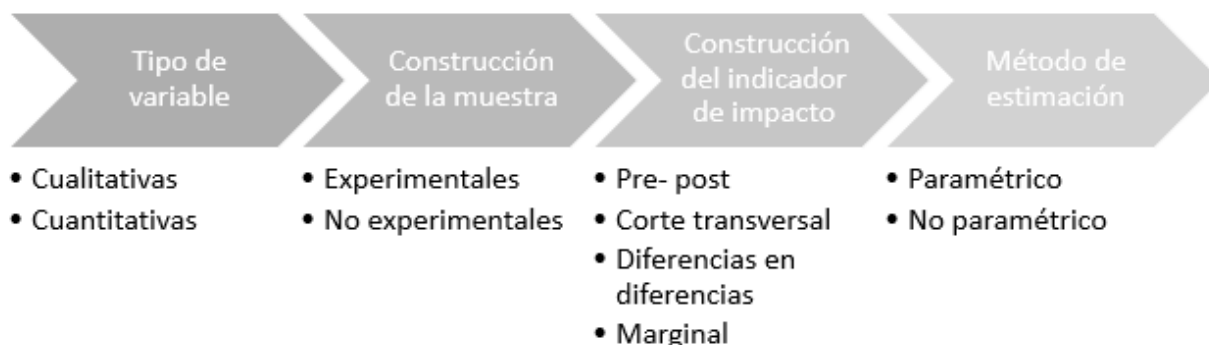 Tipo de
variable
Construcción
de la muestra
Construcción
del indicador
de impacto
Método de
estimación
• Cualitativas
• Cuantitativas
• Experimentales
• No experimentales
• Pre- post
• Corte transversal
• Diferencias en
diferencias
• Marginal
• Paramétrico
• No paramétrico